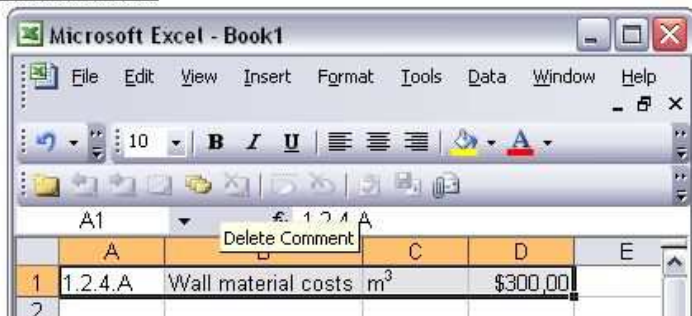 Microsoft Excel - Book1
File Edit View Insert Format Tools Data Window Help
10 B I U A
A1 1.2.4.A
Delete Comment
A C D E
1 1.2.4.A Wall material costs m³ $300,00
2